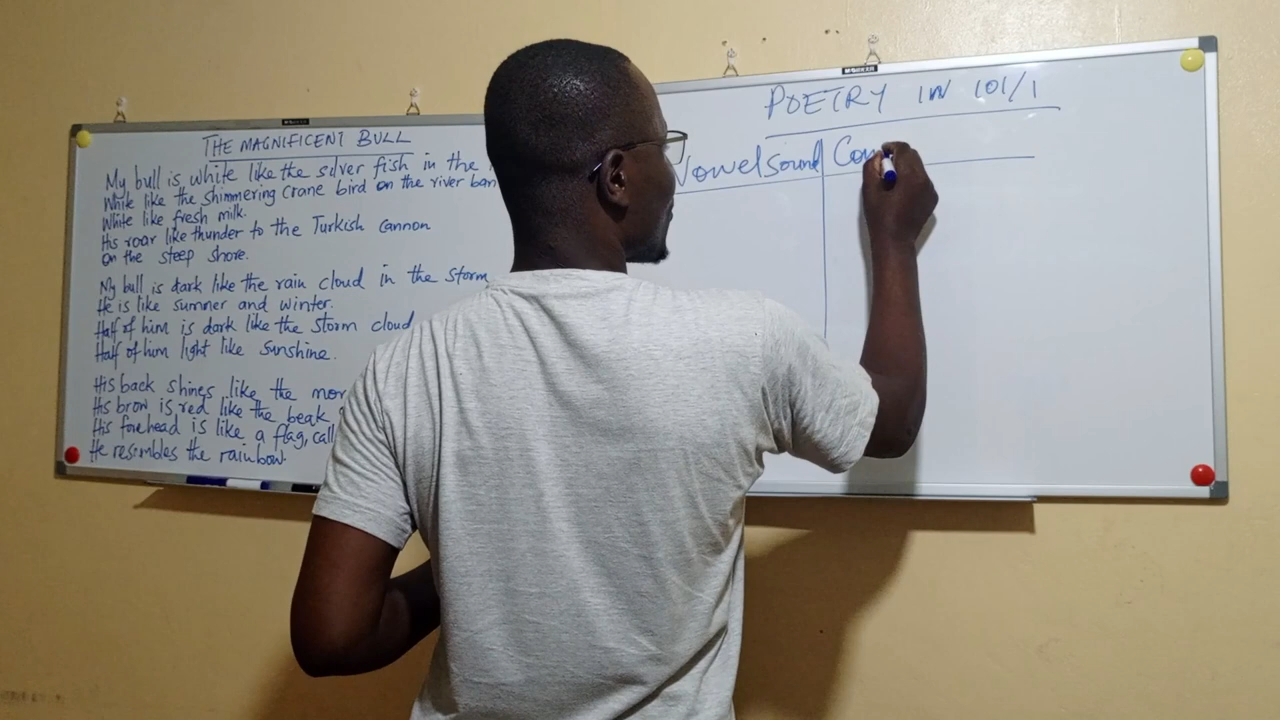 THE MAGNIFICENT BULL
My bull is white like the silver fish in the
White like the shimmering crane bird on the river ban
White like fresh milk.
His roar like thunder to the Turkish cannon
on the steep shore.
My bull is dark like the rain cloud in the storm
He is like summer and winter.
Half of him is dark like the storm cloud
Half of him light like sunshine.
His back shines like the mor
His brow is red like the beak
His forehead is like a flag, call
He resembles the rainbow.
POETRY IN 101/1
Vowel sound Con